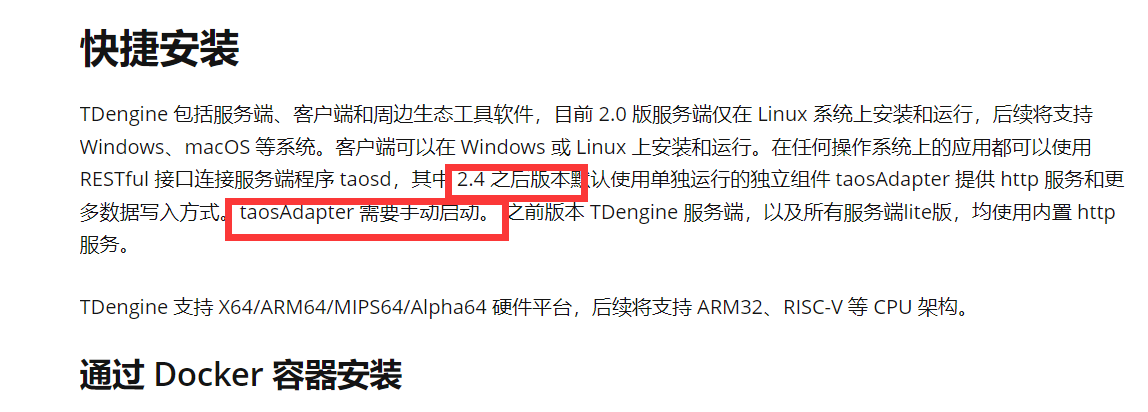 快捷安装
TDengine 包括服务端、客户端和周边生态工具软件，目前 2.0 版服务端仅在 Linux 系统上安装和运行，后续将支持
Windows、macOS 等系统。客户端可以在 Windows 或 Linux 上安装和运行。在任何操作系统上的应用都可以使用
RESTful 接口连接服务端程序 taosd，其中 2.4 之后版本默认使用单独运行的独立组件 taosAdapter 提供 http 服务和更
多数据写入方式。taosAdapter 需要手动启动。 之前版本 TDengine 服务端，以及所有服务端lite版，均使用内置 http
服务。
TDengine 支持 X64/ARM64/MIPS64/Alpha64 硬件平台，后续将支持 ARM32、RISC-V 等 CPU 架构。
通过 Docker 容器安装